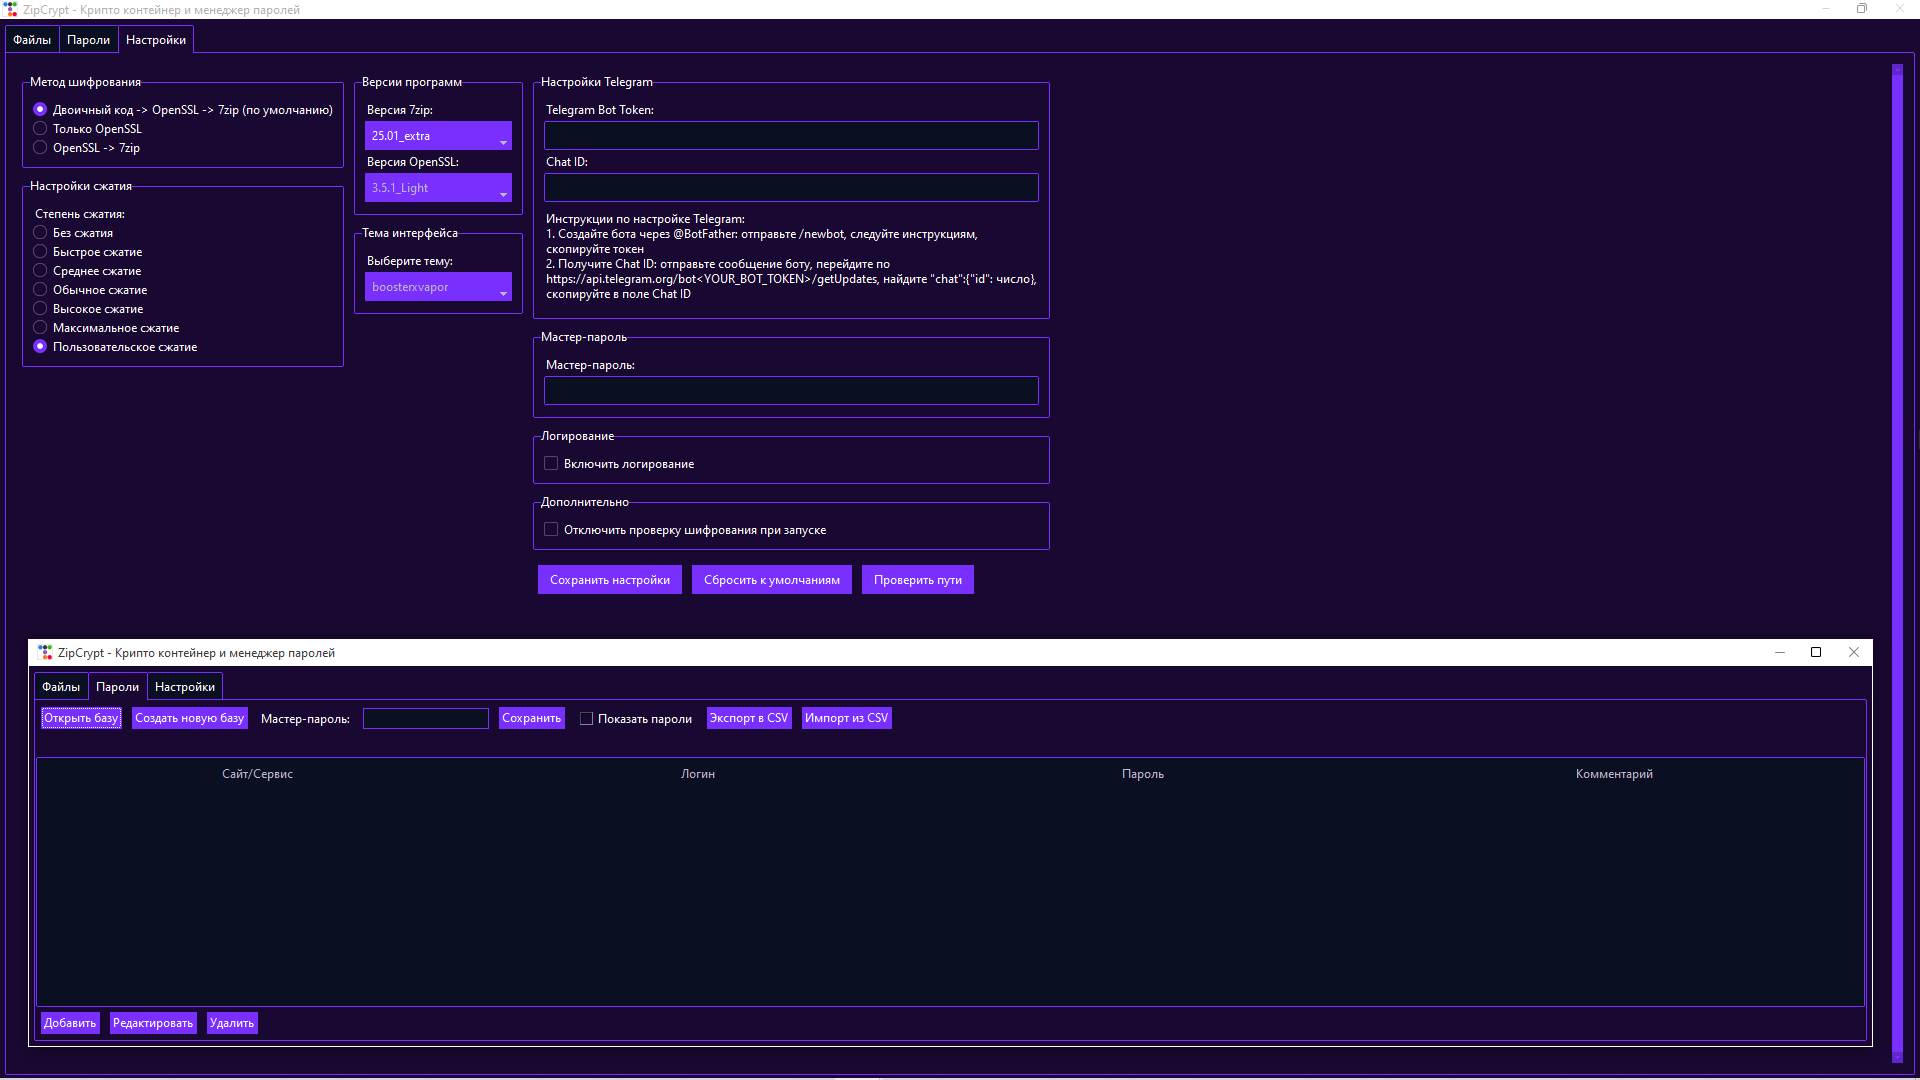 ZipCrypt - Крипто контейнер и менеджер паролей
Файлы
Пароли
Настройки
Метод шифрования
Двоичный код -> OpenSSL -> 7zip (по умолчанию)
Только OpenSSL
OpenSSL -> 7zip
Настройки сжатия
Степень сжатия:
Без сжатия
Быстрое сжатие
Среднее сжатие
Обычное сжатие
Высокое сжатие
Максимальное сжатие
Пользовательское сжатие
Версии программ
Версия 7zip:
25.01_extra
Версия OpenSSL:
3.5.1_Light
Тема интерфейса
Выберите тему:
boosterxvapor
Настройки Telegram
Telegram Bot Token:
Chat ID:
Инструкции по настройке Telegram:
1. Создайте бота через @BotFather: отправьте /newbot, следуйте инструкциям,
скопируйте токен
2. Получите Chat ID: отправьте сообщение боту, перейдите по
https://api.telegram.org/bot<YOUR_BOT_TOKEN>/getUpdates, найдите "chat":{"id": число},
скопируйте в поле Chat ID
Мастер-пароль
Мастер-пароль:
Логирование
Включить логирование
Дополнительно
Отключить проверку шифрования при запуске
Сохранить настройки
Сбросить к умолчаниям
Проверить пути
ZipCrypt - Крипто контейнер и менеджер паролей
Файлы
Пароли
Настройки
Открыть базу
Создать новую базу
Мастер-пароль:
Сохранить
Показать пароли
Экспорт в CSV
Импорт из CSV
Сайт/Сервис
Логин
Пароль
Комментарий
Добавить
Редактировать
Удалить